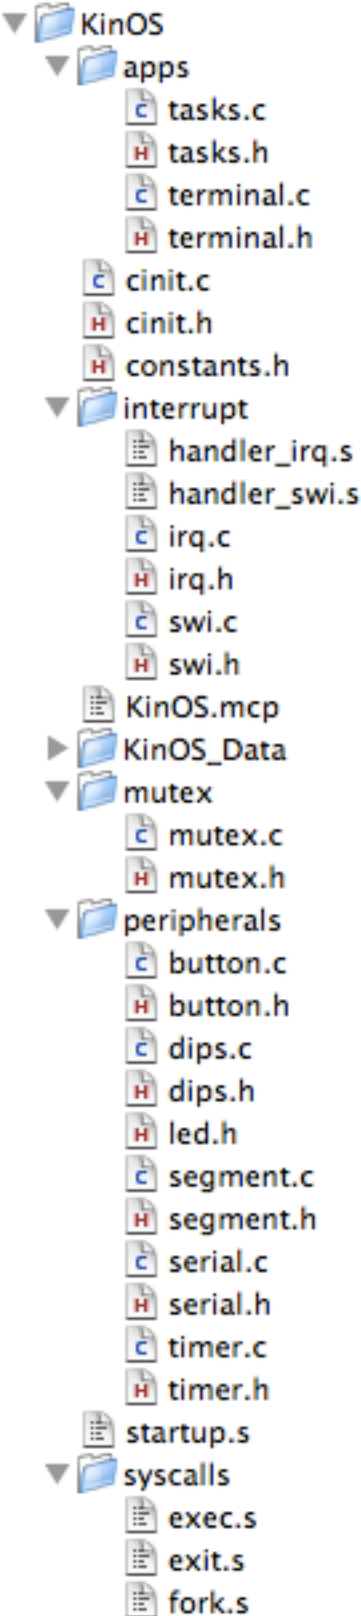 KinOS
apps
tasks.c
tasks.h
terminal.c
terminal.h
cinit.c
cinit.h
constants.h
interrupt
handler_irq.s
handler_swi.s
irq.c
irq.h
swi.c
swi.h
KinOS.mcp
KinOS_Data
mutex
mutex.c
mutex.h
peripherals
button.c
button.h
dips.c
dips.h
led.h
segment.c
segment.h
serial.c
serial.h
timer.c
timer.h
startup.s
syscalls
exec.s
exit.s
fork.s